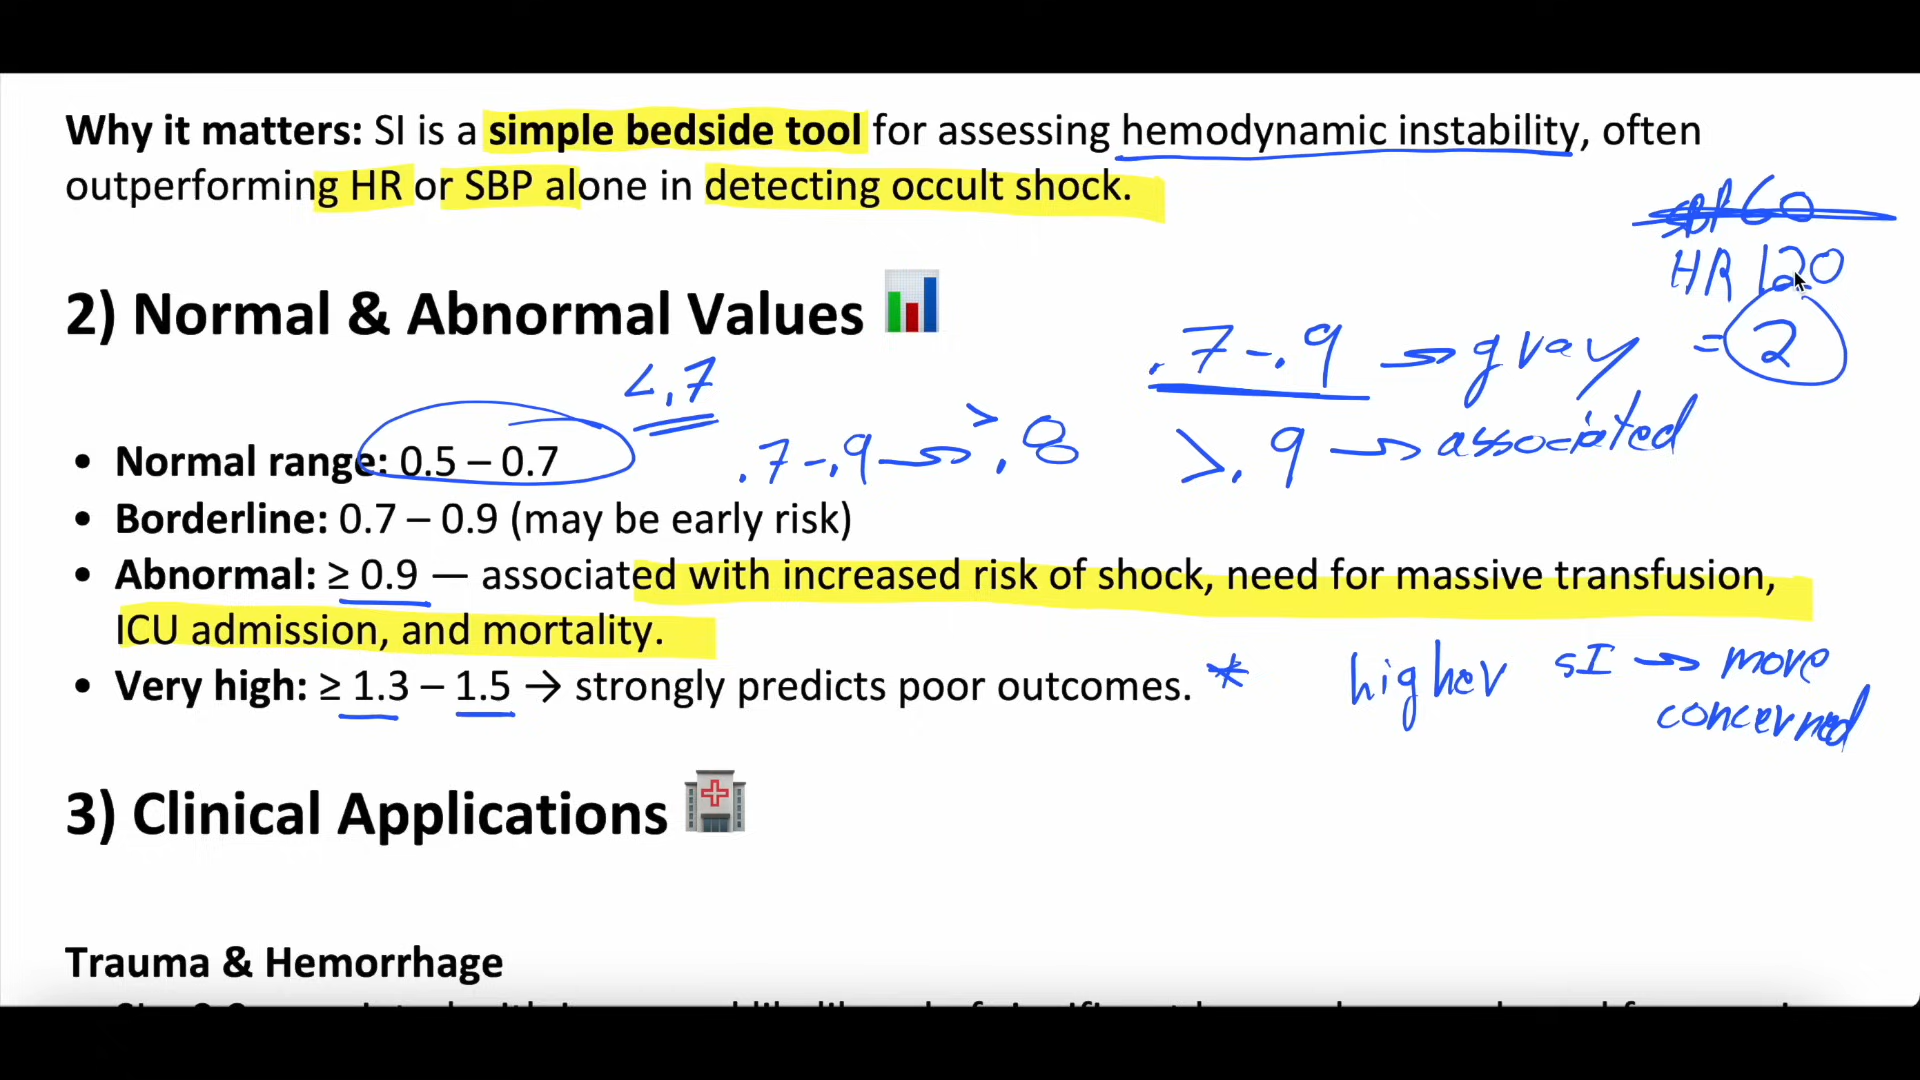 Why it matters: SI is a simple bedside tool for assessing hemodynamic instability, often
outperforming HR or SBP alone in detecting occult shock.
SBP 60
HR 120
= 2
2) Normal & Abnormal Values
.7-.9 → gray
< .7
.7-.9 → > .8
> .9 → associated
• Normal range: 0.5 – 0.7
• Borderline: 0.7 – 0.9 (may be early risk)
• Abnormal: ≥ 0.9 — associated with increased risk of shock, need for massive transfusion,
ICU admission, and mortality.
• Very high: ≥ 1.3 – 1.5 → strongly predicts poor outcomes. *
higher SI → more
concerned
3) Clinical Applications
Trauma & Hemorrhage